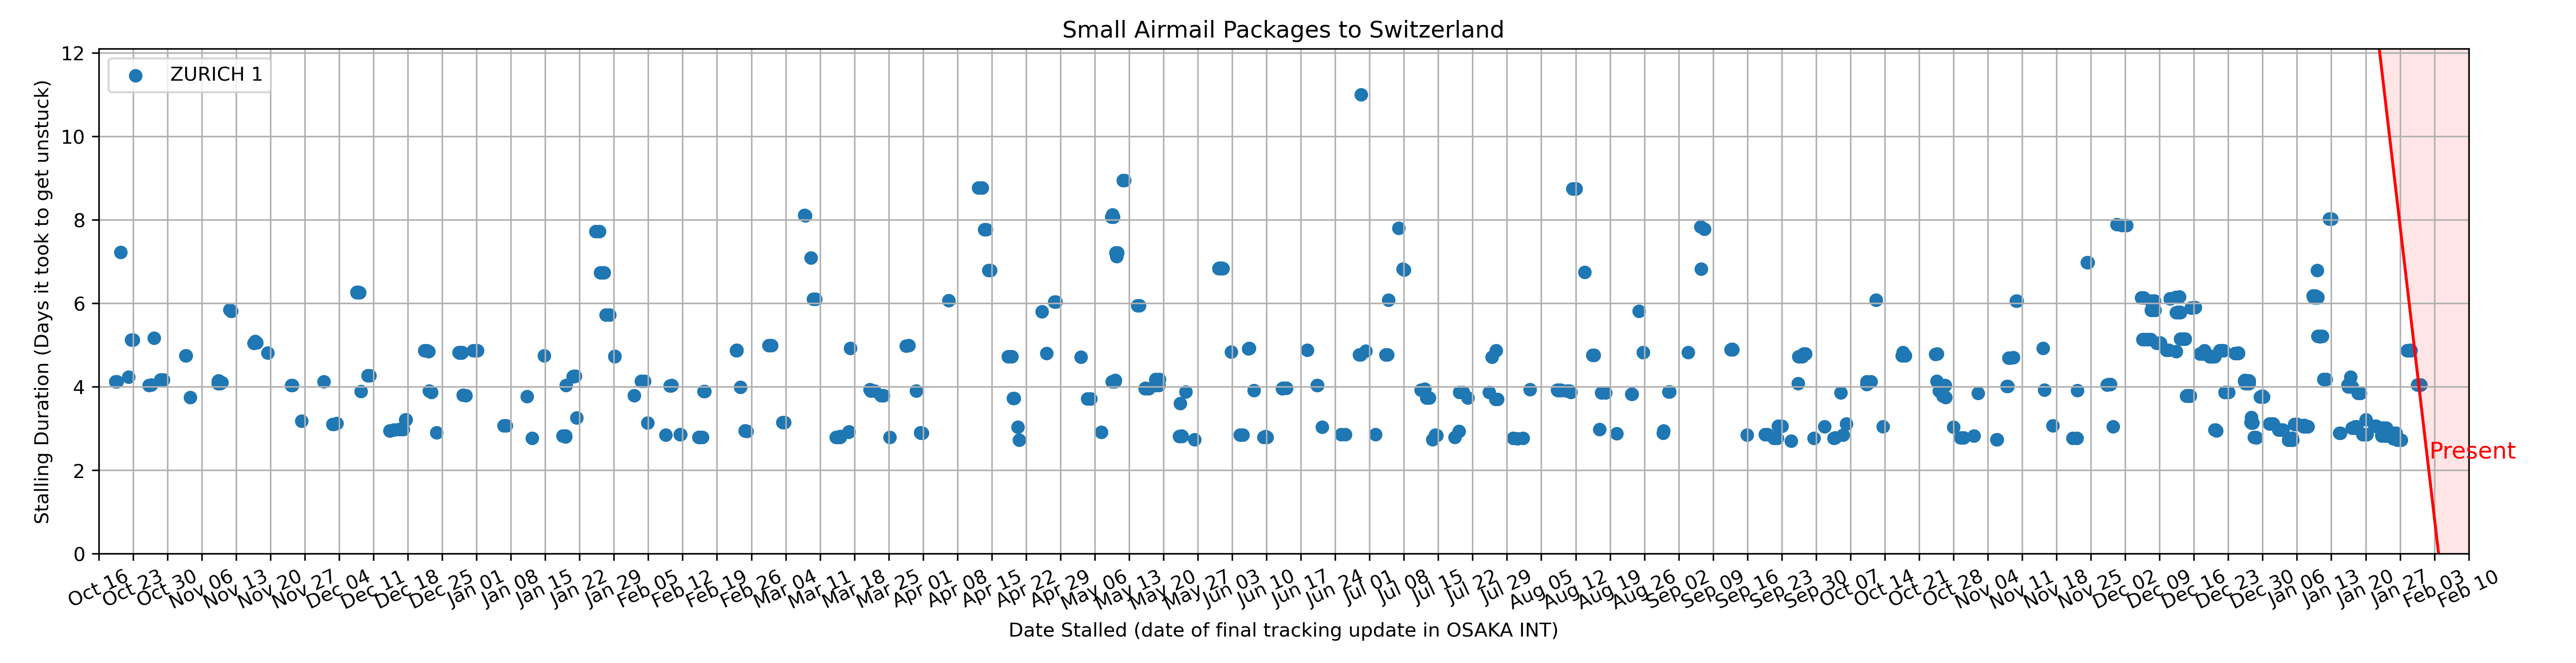 Small Airmail Packages to Switzerland
ZURICH 1
Stalling Duration (Days it took to get unstuck)
12
10
8
6
4
2
0
Present
Oct 16
Oct 23
Oct 30
Nov 06
Nov 13
Nov 20
Nov 27
Dec 04
Dec 11
Dec 18
Dec 25
Jan 01
Jan 08
Jan 15
Jan 22
Jan 29
Feb 05
Feb 12
Feb 19
Feb 26
Mar 04
Mar 11
Mar 18
Mar 25
Apr 01
Apr 08
Apr 15
Apr 22
Apr 29
May 06
May 13
May 20
May 27
Jun 03
Jun 10
Jun 17
Jun 24
Jul 01
Jul 08
Jul 15
Jul 22
Jul 29
Aug 05
Aug 12
Aug 19
Aug 26
Sep 02
Sep 09
Sep 16
Sep 23
Sep 30
Oct 07
Oct 14
Oct 21
Oct 28
Nov 04
Nov 11
Nov 18
Nov 25
Dec 02
Dec 09
Dec 16
Dec 23
Dec 30
Jan 06
Jan 13
Jan 20
Jan 27
Feb 03
Feb 10
Date Stalled (date of final tracking update in OSAKA INT)